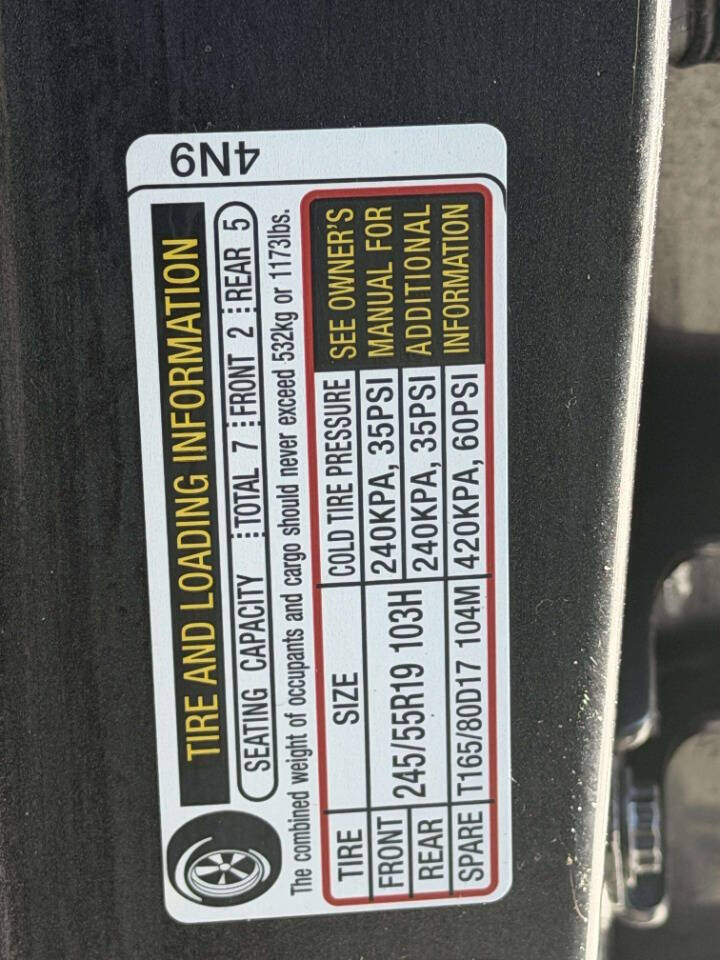 4N9
TIRE AND LOADING INFORMATION
SEATING CAPACITY TOTAL 7 FRONT 2 REAR 5
The combined weight of occupants and cargo should never exceed 532kg or 1173lbs.
TIRE SIZE COLD TIRE PRESSURE
FRONT 245/55R19 103H 240KPA, 35PSI
REAR 240KPA, 35PSI
SPARE T165/80D17 104M 420KPA, 60PSI
SEE OWNER'S
MANUAL FOR
ADDITIONAL
INFORMATION